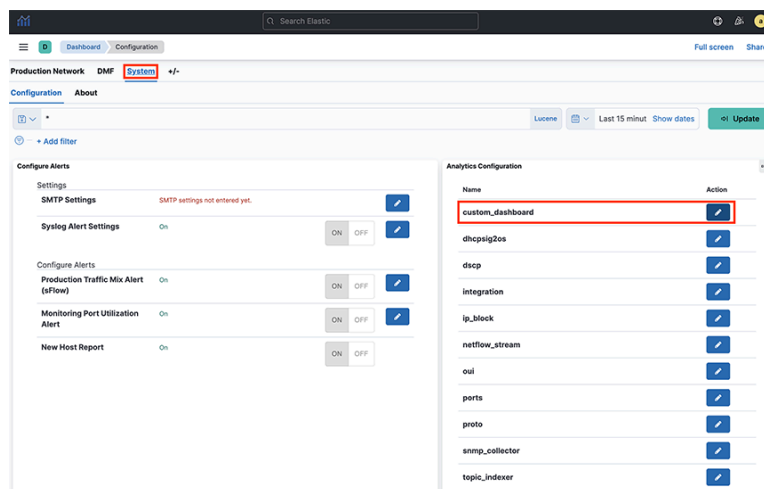 Search Elastic
a
D Dashboard Configuration Full screen Shar
Production Network DMF System +/-
Configuration About
* Lucene Last 15 minut Show dates Update
+ Add filter
Configure Alerts
Settings
SMTP Settings SMTP settings not entered yet.
Syslog Alert Settings On ON OFF
Configure Alerts
Production Traffic Mix Alert (sFlow) On ON OFF
Monitoring Port Utilization Alert On ON OFF
New Host Report On ON OFF
Analytics Configuration
Name Action
custom_dashboard
dhcpsig2os
dscp
integration
ip_block
netflow_stream
oui
ports
proto
snmp_collector
topic_indexer